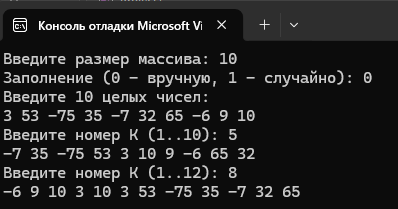 Консоль отладки Microsoft Vi
Введите размер массива: 10
Заполнение (0 – вручную, 1 – случайно): 0
Введите 10 целых чисел:
3 53 -75 35 -7 32 65 -6 9 10
Введите номер K (1..10): 5
-7 35 -75 53 3 10 9 -6 65 32
Введите номер K (1..12): 8
-6 9 10 3 10 3 53 -75 35 -7 32 65